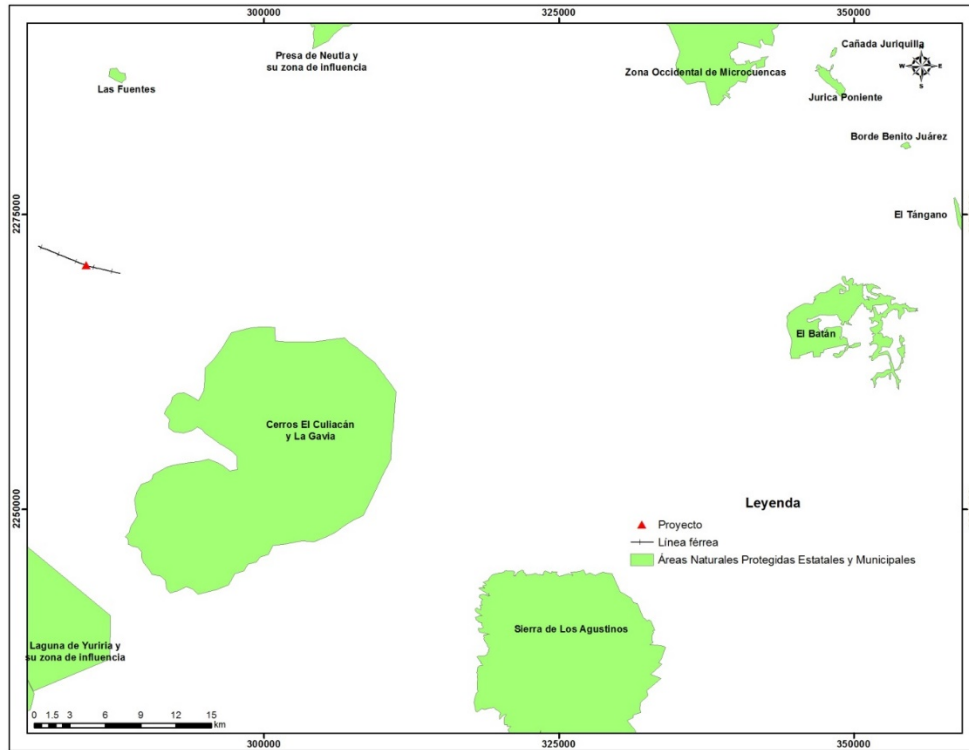 300000
325000
350000
Presa de Neutla y
su zona de influencia
Las Fuentes
Zona Occidental de Microcuencas
Cañada Juriquilla
N
W
E
S
Jurica Poniente
Borde Benito Juárez
2275000
El Tángano
El Batán
Cerros El Culiacán
y La Gavia
2250000
Leyenda
Proyecto
Línea férrea
Áreas Naturales Protegidas Estatales y Municipales
Sierra de Los Agustinos
Laguna de Yuriria y
su zona de influencia
0 1.5 3 6 9 12 15
km
300000
325000
350000